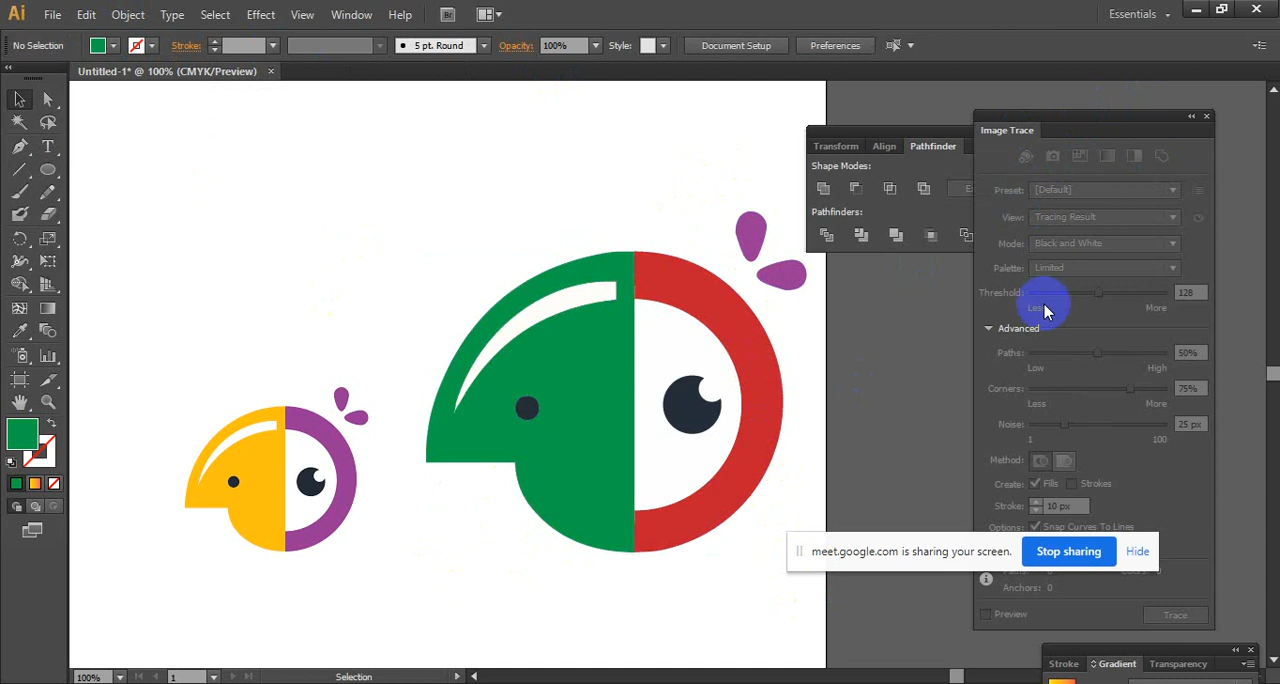 Ai File Edit Object Type Select Effect View Window Help Br Essentials
No Selection Stroke: 5 pt. Round Opacity: 100% Style: Document Setup Preferences
Untitled-1* @ 100% (CMYK/Preview) ×
Image Trace
Transform Align Pathfinder
Shape Modes:
Preset: [Default]
Pathfinders:
View: Tracing Result
Mode: Black and White
Palette: Limited
Threshold: 128
Less More
Advanced
Paths: 50%
Low High
Corners: 75%
Less More
Noise: 25 px
1 100
Method:
Create: Fills Strokes
Stroke: 10 px
Options: Snap Curves To Lines
meet.google.com is sharing your screen. Stop sharing Hide
Anchors: 0
Preview Trace
Stroke Gradient Transparency
100% 1 Selection